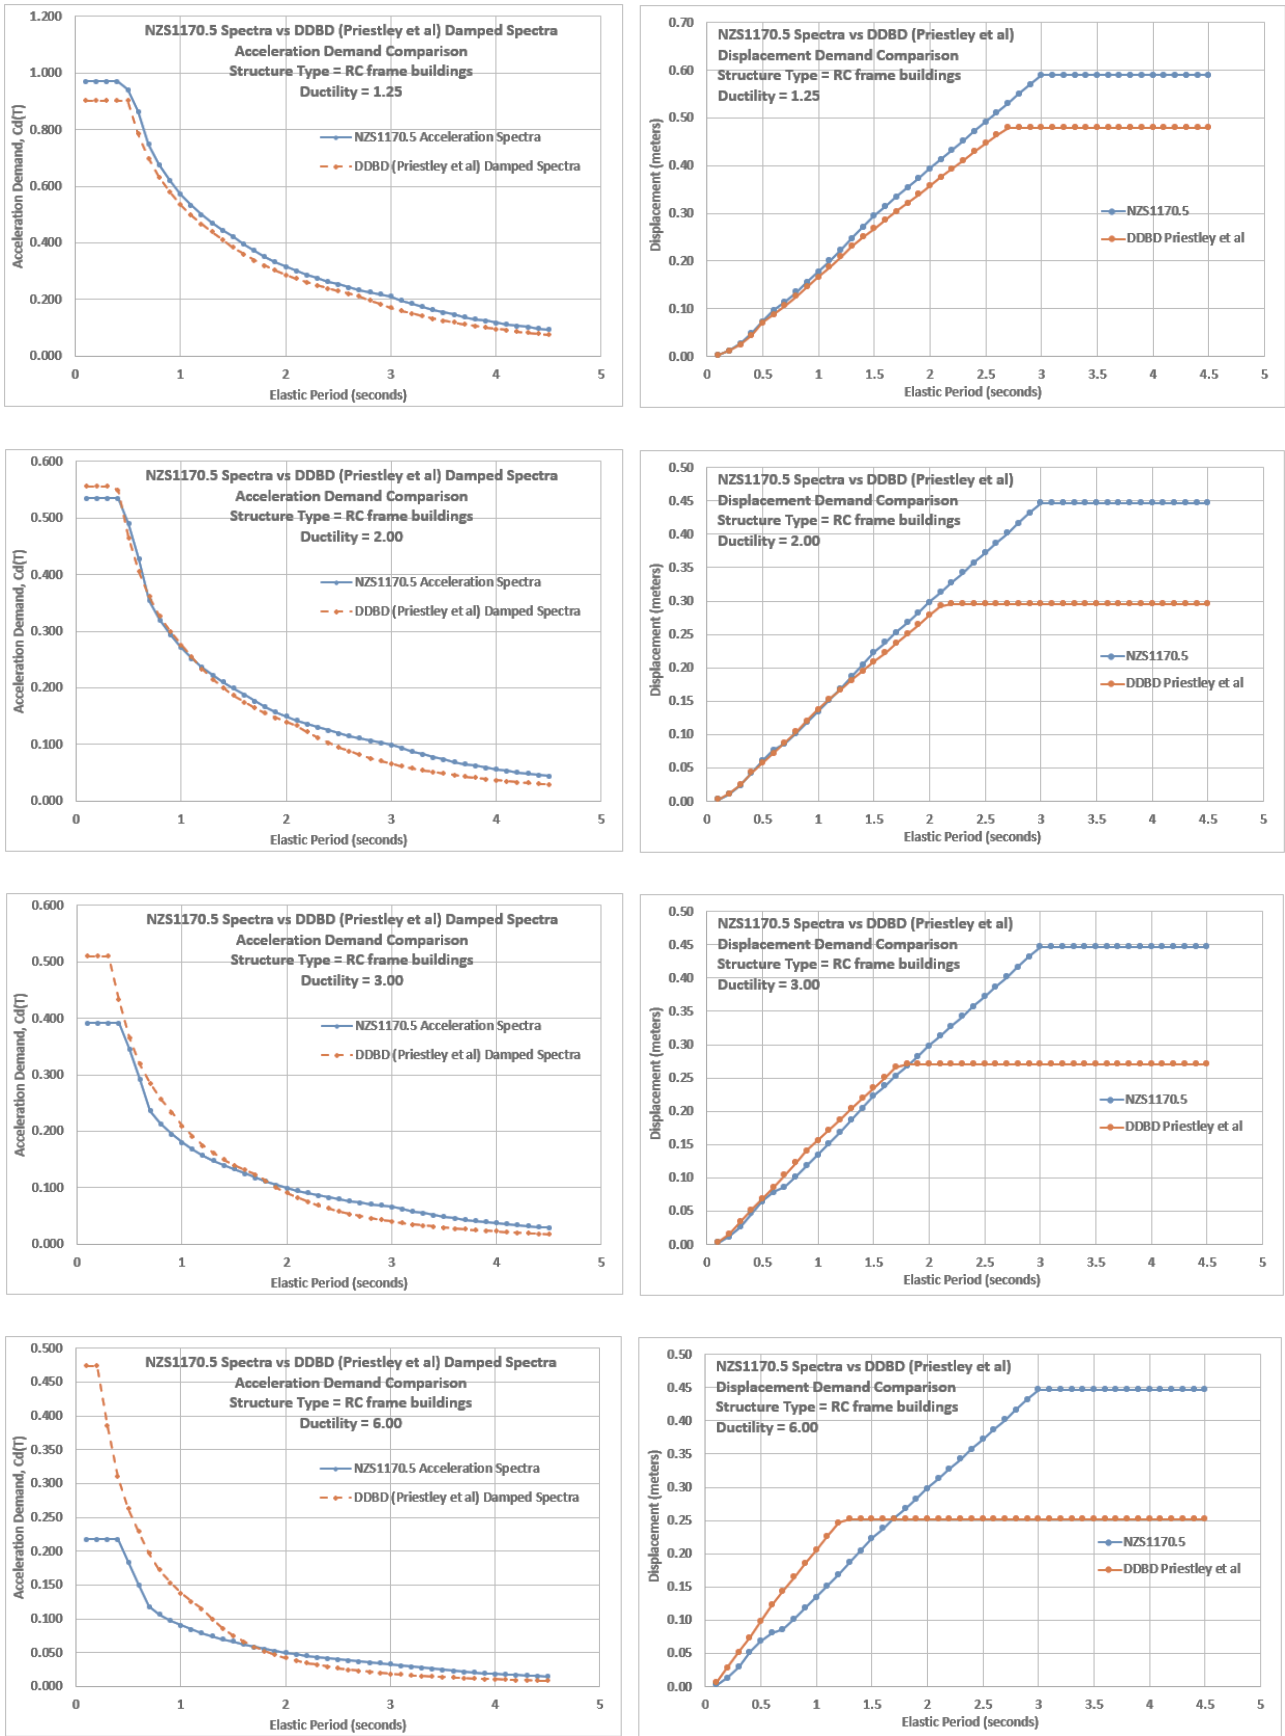 NZS1170.5 Spectra vs DDBD (Priestley et al) Damped Spectra
Acceleration Demand Comparison
Structure Type = RC frame buildings
Ductility = 1.25
NZS1170.5 Acceleration Spectra
DDBD (Priestley et al) Damped Spectra
Acceleration Demand, Cd(T)
1.200
1.000
0.800
0.600
0.400
0.200
0.000
0 1 2 3 4 5
Elastic Period (seconds)
NZS1170.5 Spectra vs DDBD (Priestley et al)
Displacement Demand Comparison
Structure Type = RC frame buildings
Ductility = 1.25
NZS1170.5
DDBD Priestley et al
Displacement (meters)
0.70
0.60
0.50
0.40
0.30
0.20
0.10
0.00
0 0.5 1 1.5 2 2.5 3 3.5 4 4.5 5
Elastic Period (seconds)
NZS1170.5 Spectra vs DDBD (Priestley et al) Damped Spectra
Acceleration Demand Comparison
Structure Type = RC frame buildings
Ductility = 2.00
NZS1170.5 Acceleration Spectra
DDBD (Priestley et al) Damped Spectra
Acceleration Demand, Cd(T)
0.600
0.500
0.400
0.300
0.200
0.100
0.000
0 1 2 3 4 5
Elastic Period (seconds)
NZS1170.5 Spectra vs DDBD (Priestley et al)
Displacement Demand Comparison
Structure Type = RC frame buildings
Ductility = 2.00
NZS1170.5
DDBD Priestley et al
Displacement (meters)
0.50
0.45
0.40
0.35
0.30
0.25
0.20
0.15
0.10
0.05
0.00
0 0.5 1 1.5 2 2.5 3 3.5 4 4.5 5
Elastic Period (seconds)
NZS1170.5 Spectra vs DDBD (Priestley et al) Damped Spectra
Acceleration Demand Comparison
Structure Type = RC frame buildings
Ductility = 3.00
NZS1170.5 Acceleration Spectra
DDBD (Priestley et al) Damped Spectra
Acceleration Demand, Cd(T)
0.600
0.500
0.400
0.300
0.200
0.100
0.000
0 1 2 3 4 5
Elastic Period (seconds)
NZS1170.5 Spectra vs DDBD (Priestley et al)
Displacement Demand Comparison
Structure Type = RC frame buildings
Ductility = 3.00
NZS1170.5
DDBD Priestley et al
Displacement (meters)
0.50
0.45
0.40
0.35
0.30
0.25
0.20
0.15
0.10
0.05
0.00
0 0.5 1 1.5 2 2.5 3 3.5 4 4.5 5
Elastic Period (seconds)
NZS1170.5 Spectra vs DDBD (Priestley et al) Damped Spectra
Acceleration Demand Comparison
Structure Type = RC frame buildings
Ductility = 6.00
NZS1170.5 Acceleration Spectra
DDBD (Priestley et al) Damped Spectra
Acceleration Demand, Cd(T)
0.500
0.450
0.400
0.350
0.300
0.250
0.200
0.150
0.100
0.050
0.000
0 1 2 3 4 5
Elastic Period (seconds)
NZS1170.5 Spectra vs DDBD (Priestley et al)
Displacement Demand Comparison
Structure Type = RC frame buildings
Ductility = 6.00
NZS1170.5
DDBD Priestley et al
Displacement (meters)
0.50
0.45
0.40
0.35
0.30
0.25
0.20
0.15
0.10
0.05
0.00
0 0.5 1 1.5 2 2.5 3 3.5 4 4.5 5
Elastic Period (seconds)